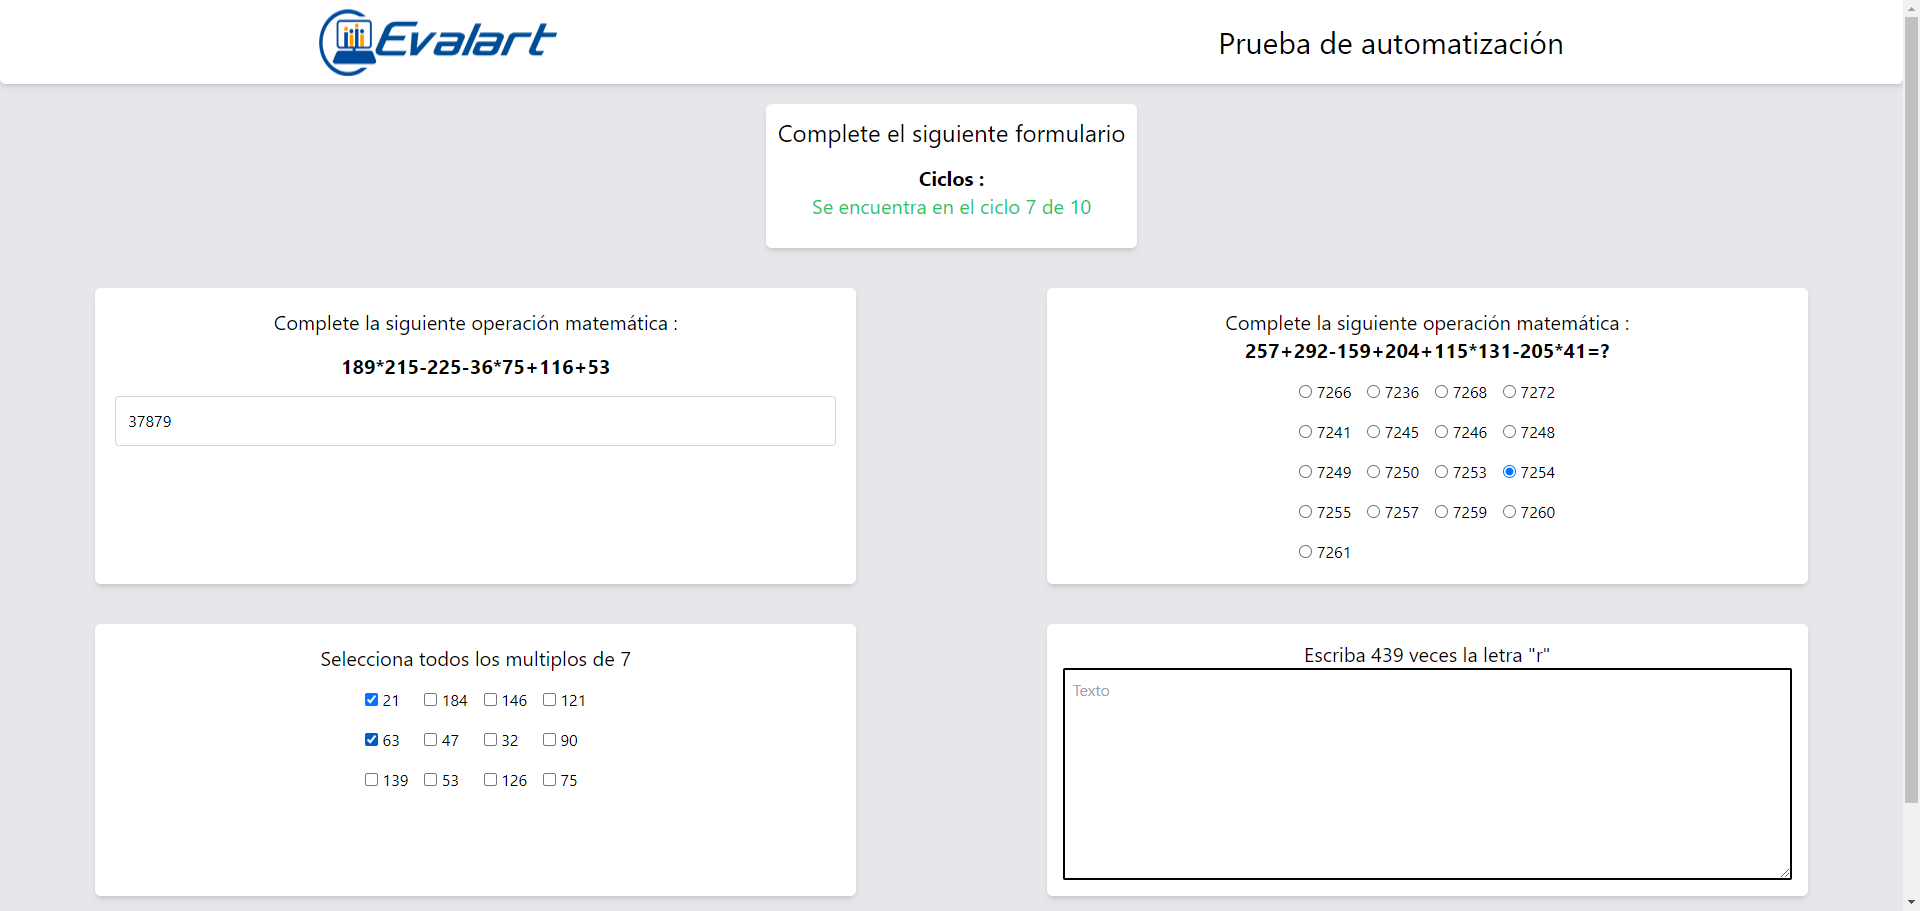 Evalart
Prueba de automatización
Complete el siguiente formulario
Ciclos :
Se encuentra en el ciclo 7 de 10
Complete la siguiente operación matemática :
189*215-225-36*75+116+53
37879
Complete la siguiente operación matemática :
257+292-159+204+115*131-205*41=?
7266 7236 7268 7272
7241 7245 7246 7248
7249 7250 7253 7254
7255 7257 7259 7260
7261
Selecciona todos los multiplos de 7
21 184 146 121
63 47 32 90
139 53 126 75
Escriba 439 veces la letra "r"
Texto